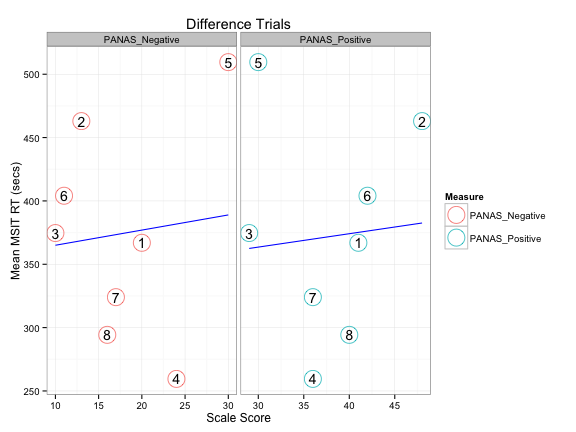 Difference Trials
PANAS_Negative PANAS_Positive
500
450
400
350
300
250
Mean MSIT RT (secs)
5
2
6
3
1
7
8
4
5
2
6
3
1
7
8
4
10 15 20 25 30
30 35 40 45
Scale Score
Measure
PANAS_Negative
PANAS_Positive